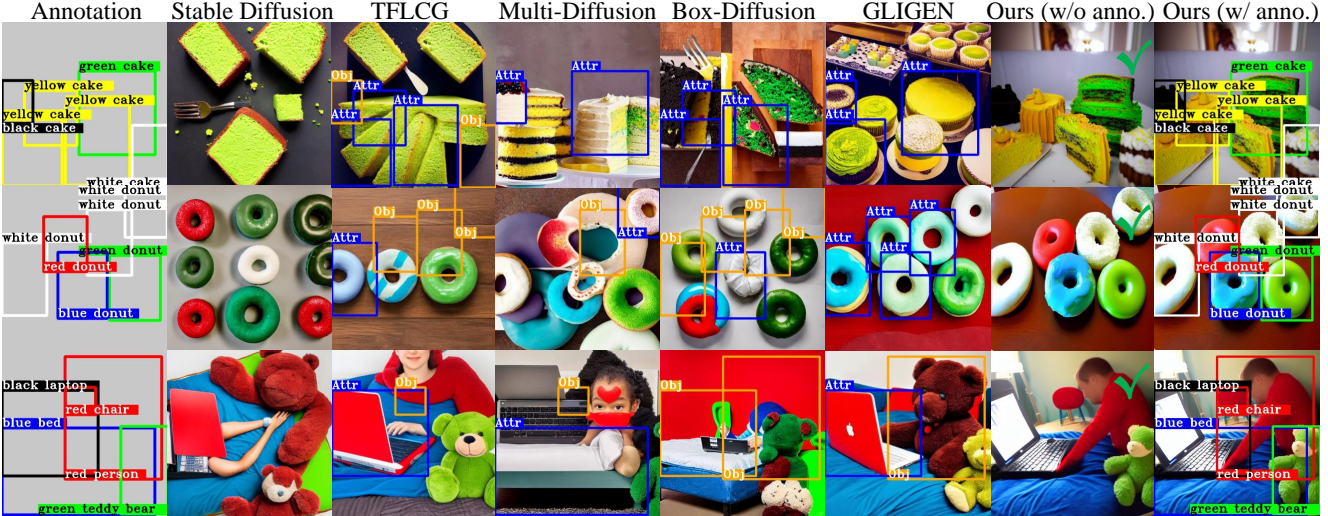 Annotation Stable Diffusion TFLCG Multi-Diffusion Box-Diffusion GLIGEN Ours (w/o anno.) Ours (w/ anno.)
green cake
yellow cake
yellow cake
yellow cake
black cake
white cake
Obj
Attr
Attr
Attr
Obj
Attr
Attr
Attr
Attr
Attr
Attr
green cake
yellow cake
yellow cake
yellow cake
black cake
white cake
white donut
white donut
white donut
green donut
red donut
blue donut
Obj
Obj
Attr
Obj
Obj
Attr
Obj
Obj
Obj
Attr
Obj
Attr
Attr
Attr
white donut
white donut
white donut
green donut
red donut
blue donut
black laptop
red chair
blue bed
red person
green teddy bear
Attr
Obj
Obj
Attr
Obj
Obj
Attr
Obj
Obj
black laptop
red chair
blue bed
red person
green teddy bear